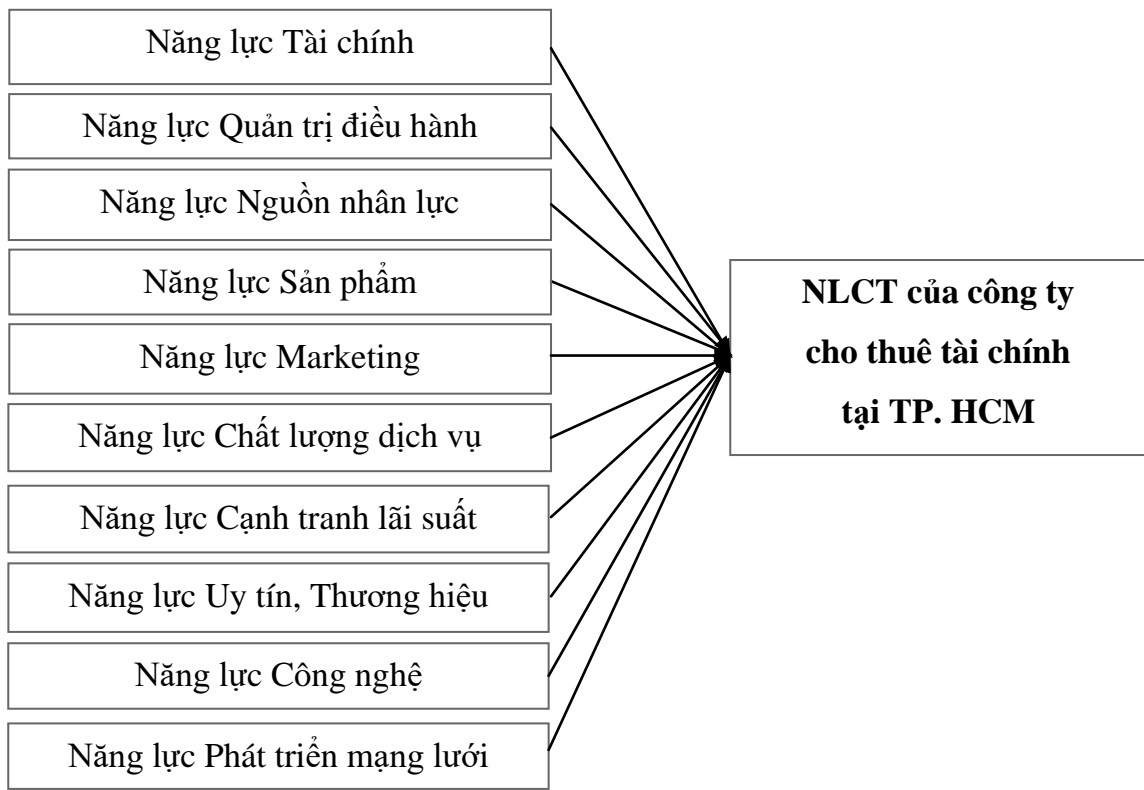 Năng lực Tài chính
Năng lực Quản trị điều hành
Năng lực Nguồn nhân lực
Năng lực Sản phẩm
Năng lực Marketing
Năng lực Chất lượng dịch vụ
Năng lực Cạnh tranh lãi suất
Năng lực Uy tín, Thương hiệu
Năng lực Công nghệ
Năng lực Phát triển mạng lưới
NLCT của công ty
cho thuê tài chính
tại TP. HCM